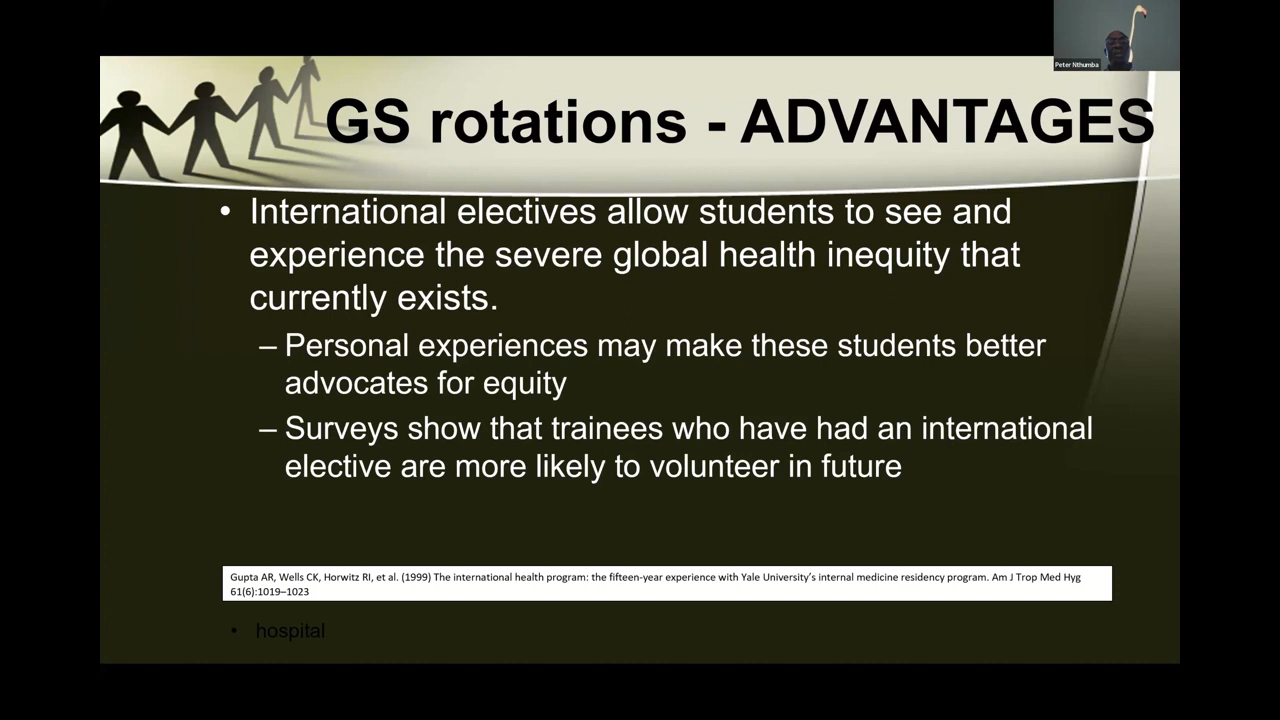 Peter Nthumba
GS rotations - ADVANTAGES
• International electives allow students to see and
experience the severe global health inequity that
currently exists.
– Personal experiences may make these students better
advocates for equity
– Surveys show that trainees who have had an international
elective are more likely to volunteer in future
Gupta AR, Wells CK, Horwitz RI, et al. (1999) The international health program: the fifteen-year experience with Yale University's internal medicine residency program. Am J Trop Med Hyg
61(6):1019–1023
• hospital